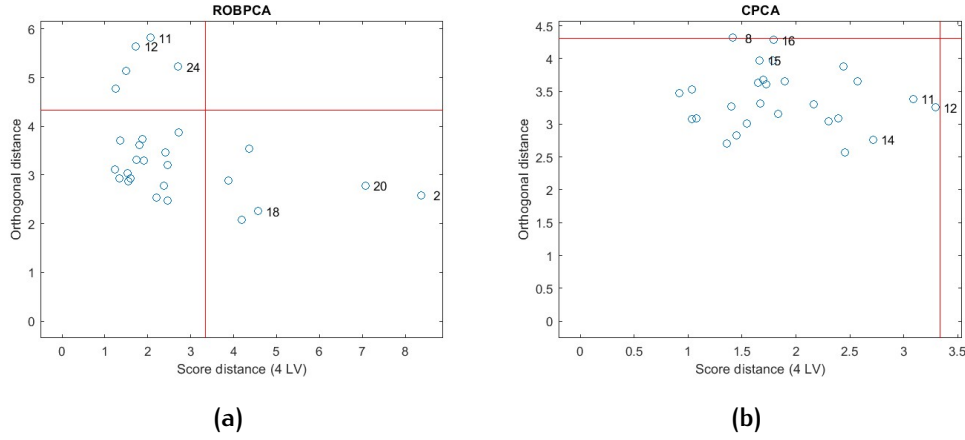 ROBPCA
6
5
4
3
2
1
0
Orthogonal distance
11
12
24
20
2
18
0 1 2 3 4 5 6 7 8
Score distance (4 LV)
(a)
CPCA
4.5
4
3.5
3
2.5
2
1.5
1
0.5
0
Orthogonal distance
8
16
15
11
12
14
0 0.5 1 1.5 2 2.5 3 3.5
Score distance (4 LV)
(b)